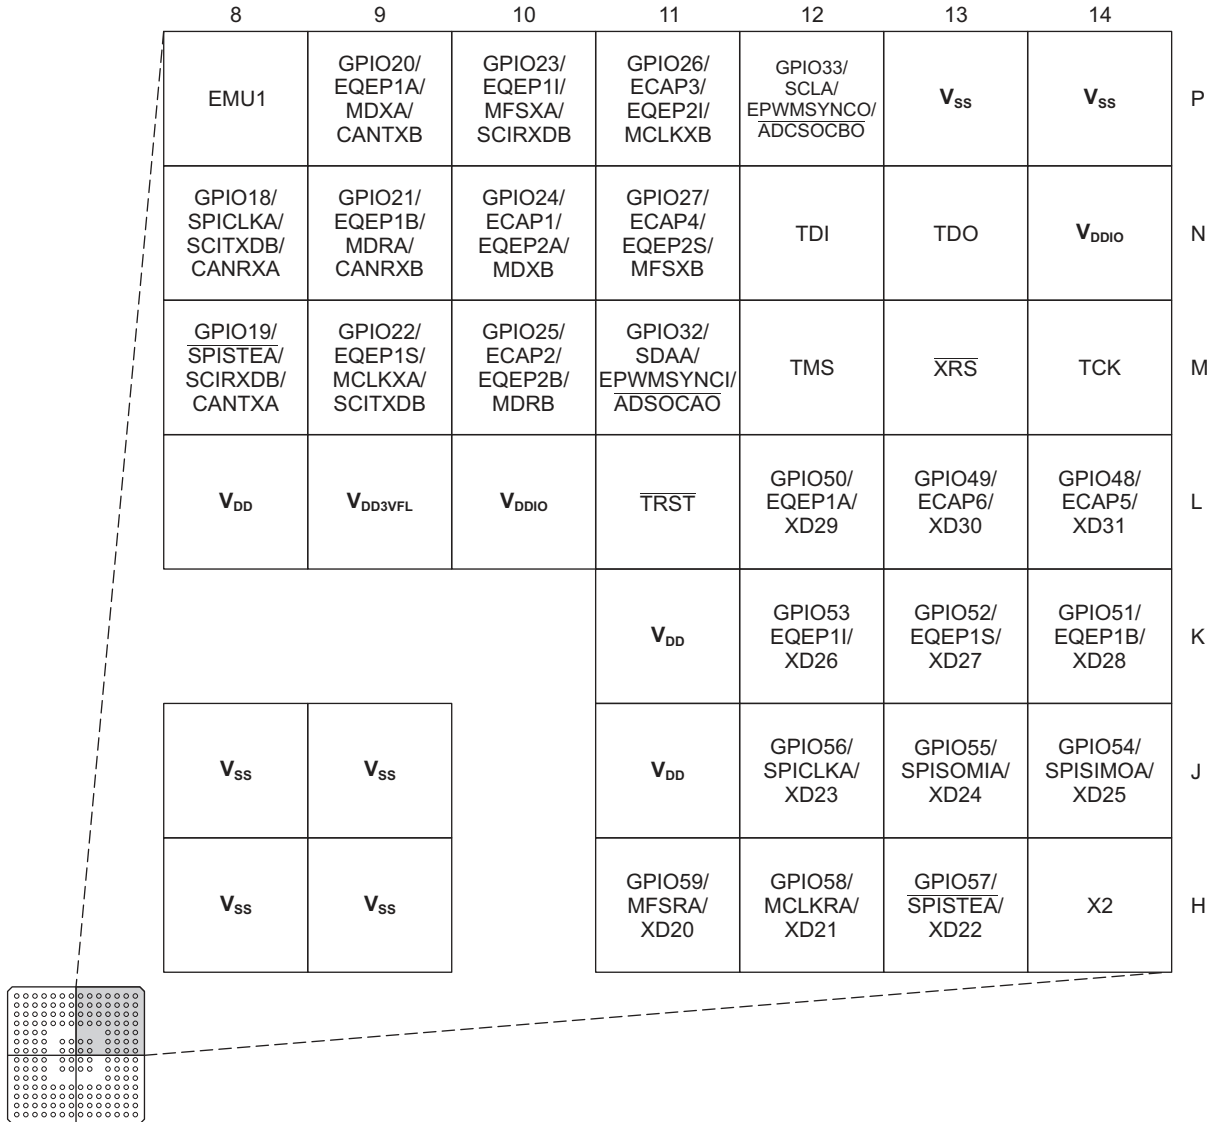 8 9 10 11 12 13 14
EMU1
GPIO20/
EQEP1A/
MDXA/
CANTXB
GPIO23/
EQEP1I/
MFSXA/
SCIRXDB
GPIO26/
ECAP3/
EQEP2I/
MCLKXB
GPIO33/
SCLA/
EPWMSYNCO/
ADCSOCBO
VSS
VSS
P
GPIO18/
SPICLKA/
SCITXDB/
CANRXA
GPIO21/
EQEP1B/
MDRA/
CANRXB
GPIO24/
ECAP1/
EQEP2A/
MDXB
GPIO27/
ECAP4/
EQEP2S/
MFSXB
TDI
TDO
VDDIO
N
GPIO19/
SPISTEA/
SCIRXDB/
CANTXA
GPIO22/
EQEP1S/
MCLKXA/
SCITXDB
GPIO25/
ECAP2/
EQEP2B/
MDRB
GPIO32/
SDAA/
EPWMSYNCI/
ADSOCAO
TMS
XRS
TCK
M
VDD
VDD3VFL
VDDIO
TRST
GPIO50/
EQEP1A/
XD29
GPIO49/
ECAP6/
XD30
GPIO48/
ECAP5/
XD31
L
VDD
GPIO53
EQEP1I/
XD26
GPIO52/
EQEP1S/
XD27
GPIO51/
EQEP1B/
XD28
K
VSS
VSS
VDD
GPIO56/
SPICLKA/
XD23
GPIO55/
SPISOMIA/
XD24
GPIO54/
SPISIMOA/
XD25
J
VSS
VSS
GPIO59/
MFSRA/
XD20
GPIO58/
MCLKRA/
XD21
GPIO57/
SPISTEA/
XD22
X2
H